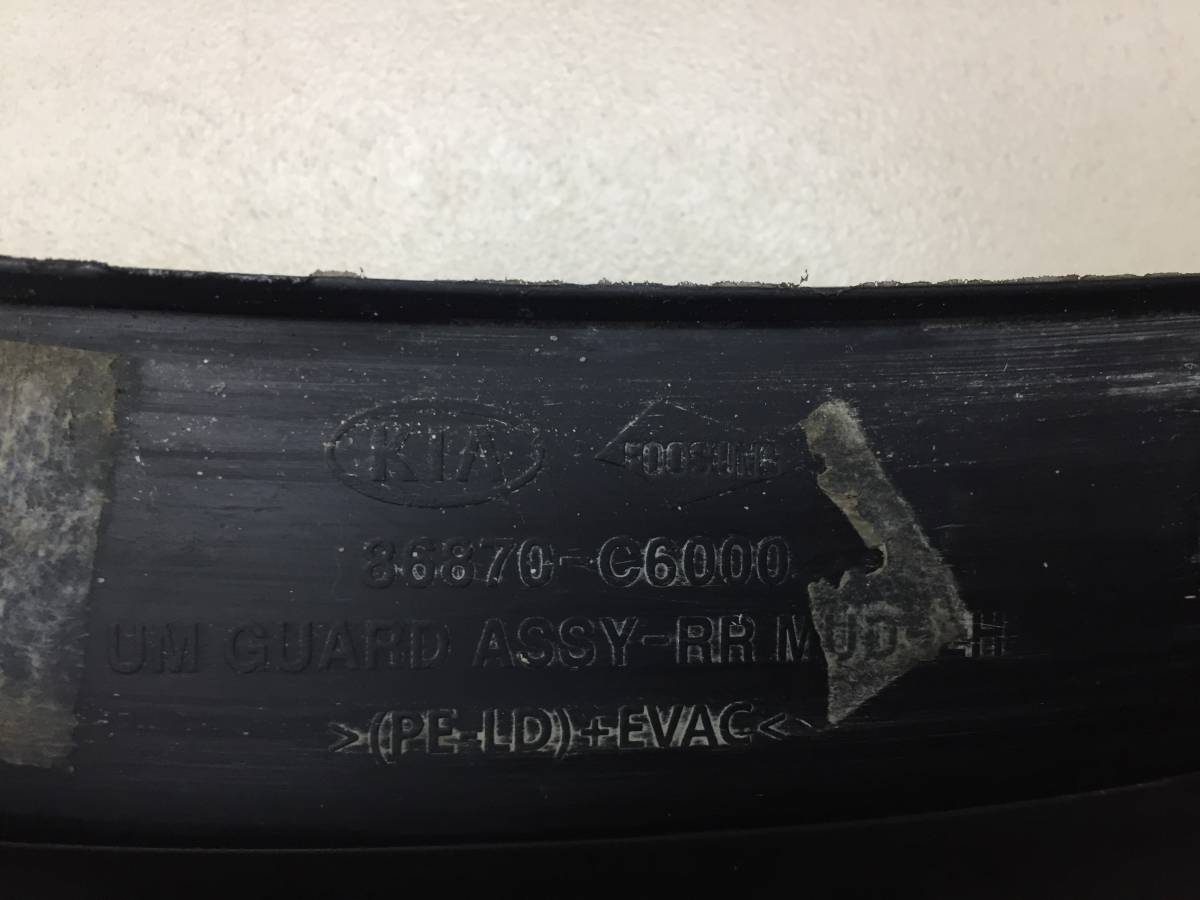 KIA
86870-C6000
UM GUARD ASSY-RR MUD
>(PE-LD)+EVAC<